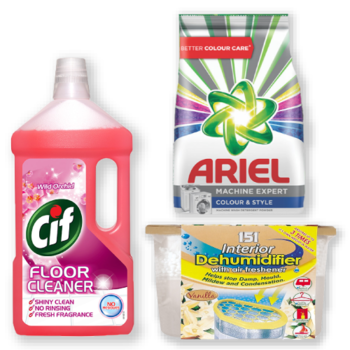 Wild Orchid
Cif
FLOOR
CLEANER
SHINY CLEAN
NO RINSING
FRESH FRAGRANCE
BETTER COLOUR CARE
ARIEL
MACHINE EXPERT
COLOUR & STYLE
151
Interior
Dehumidifier
with air freshener
Helps stop Damp, Mould,
Mildew and Condensation.
Vanilla